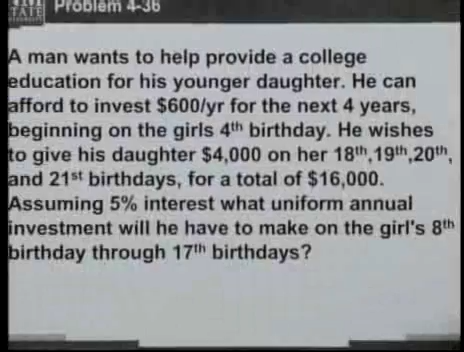 Problem 4-36
STATE
A man wants to help provide a college
education for his younger daughter. He can
afford to invest $600/yr for the next 4 years,
beginning on the girls 4th birthday. He wishes
to give his daughter $4,000 on her 18th,19th,20th,
and 21st birthdays, for a total of $16,000.
Assuming 5% interest what uniform annual
investment will he have to make on the girl's 8th
birthday through 17th birthdays?